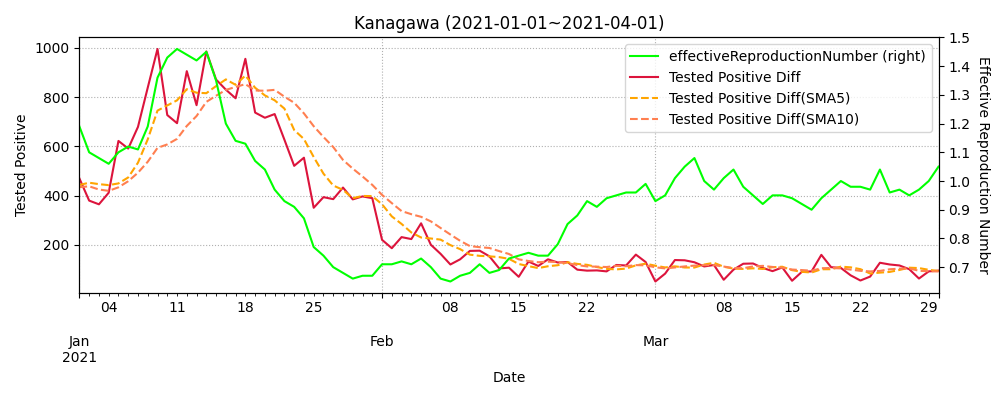 Kanagawa (2021-01-01~2021-04-01)
effectiveReproductionNumber (right)
Tested Positive Diff
Tested Positive Diff(SMA5)
Tested Positive Diff(SMA10)
Tested Positive
1000
800
600
400
200
Effective Reproduction Number
1.5
1.4
1.3
1.2
1.1
1.0
0.9
0.8
0.7
04 11 18 25 08 15 22 08 15 22 29
Jan Feb Mar
2021
Date